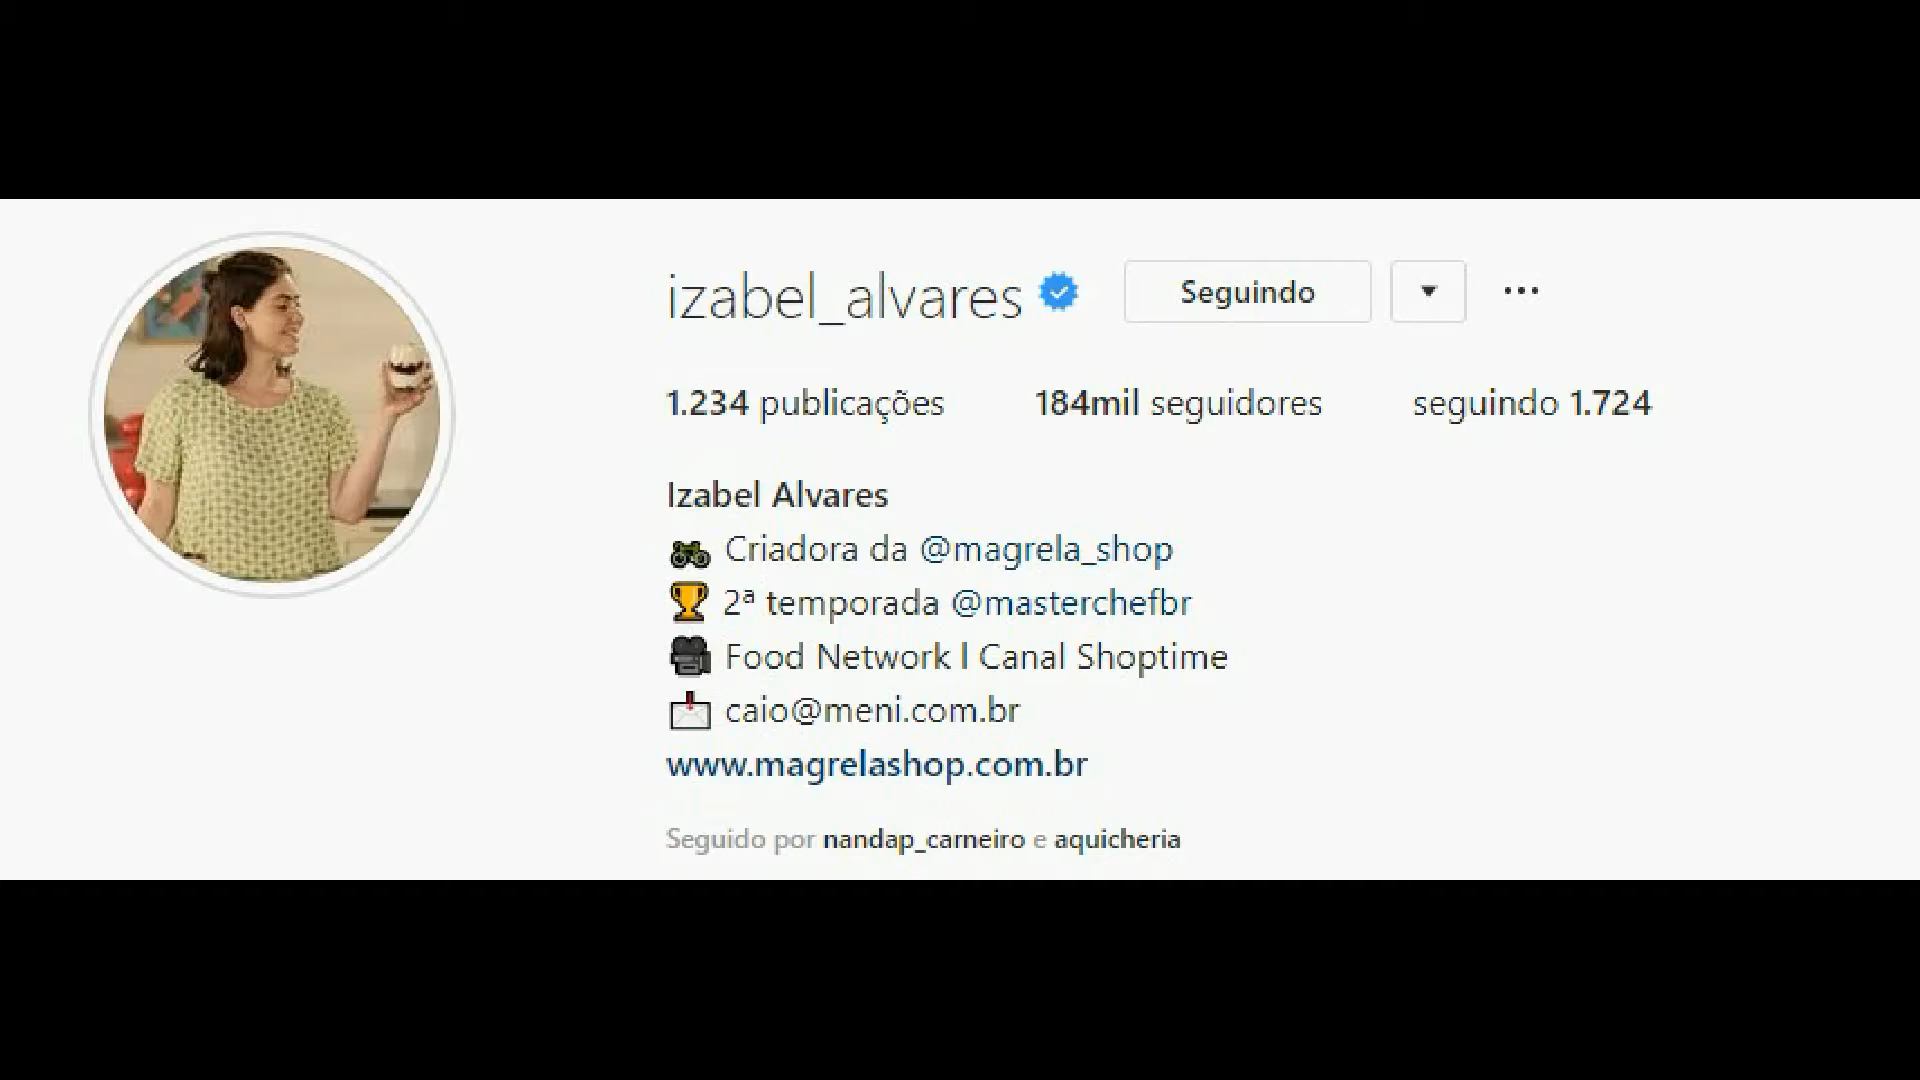 izabel_alvares Seguindo
1.234 publicações 184mil seguidores seguindo 1.724
Izabel Alvares
Criadora da @magrela_shop
2ª temporada @masterchefbr
Food Network l Canal Shoptime
caio@meni.com.br
www.magrelashop.com.br
Seguido por nandap_carneiro e aquicheria